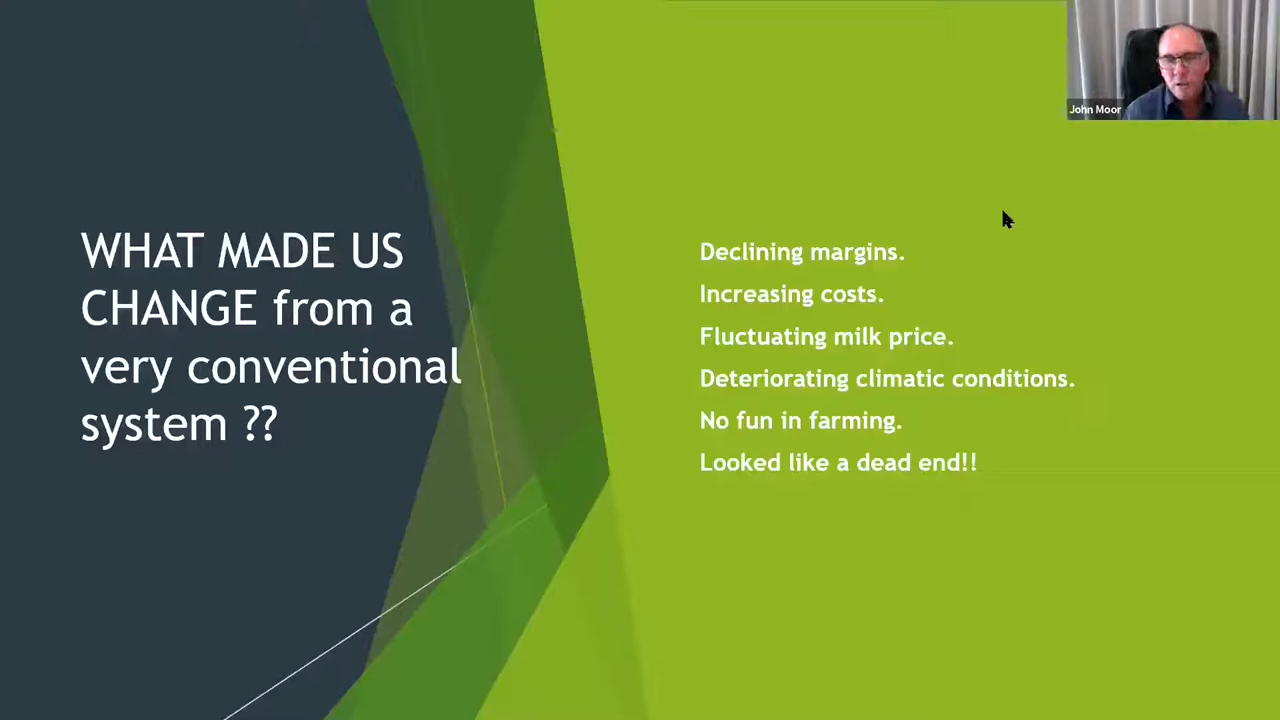 WHAT MADE US
CHANGE from a
very conventional
system ??
Declining margins.
Increasing costs.
Fluctuating milk price.
Deteriorating climatic conditions.
No fun in farming.
Looked like a dead end!!
John Moor